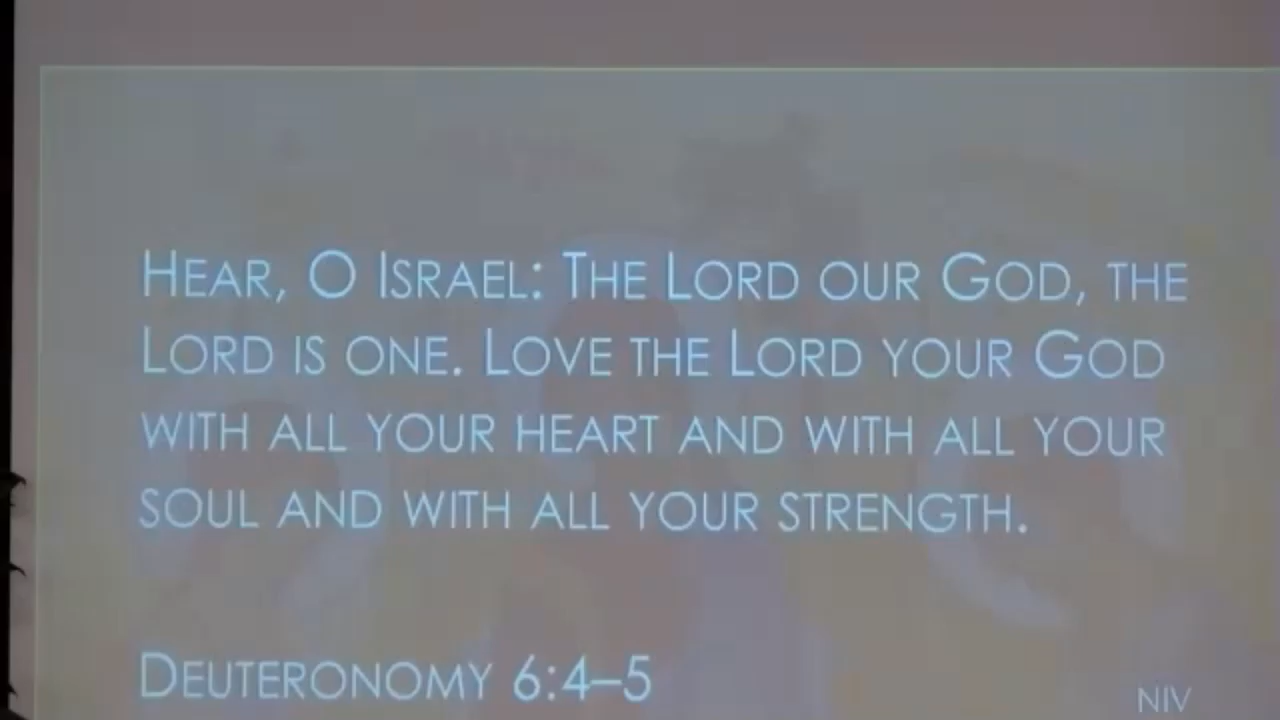 HEAR, O ISRAEL: THE LORD OUR GOD, THE
LORD IS ONE. LOVE THE LORD YOUR GOD
WITH ALL YOUR HEART AND WITH ALL YOUR
SOUL AND WITH ALL YOUR STRENGTH.
DEUTERONOMY 6:4–5
NIV